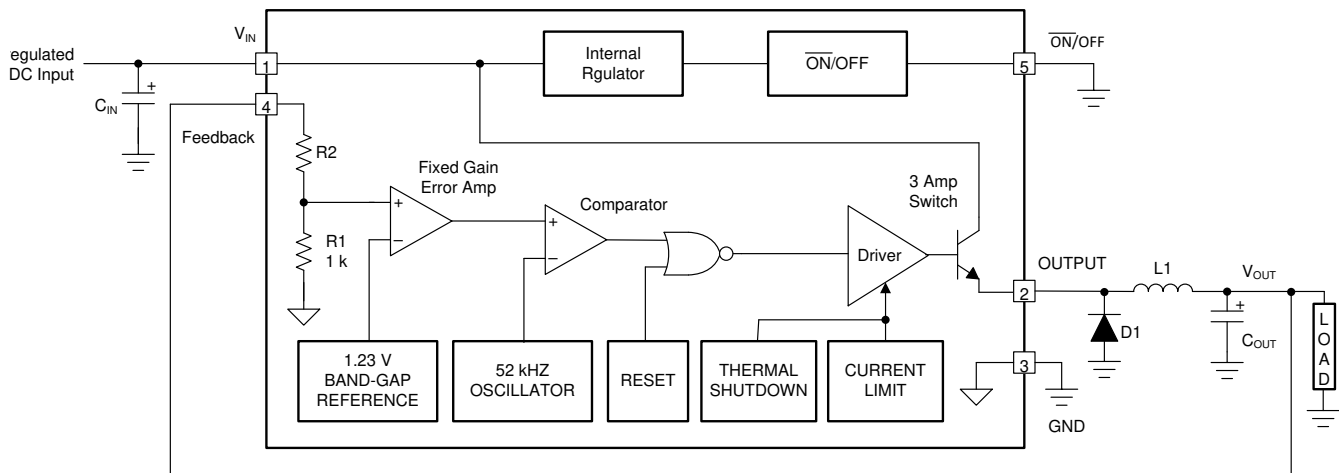 egulated
DC Input
V_IN
1
Internal
Rgulator
ON/OFF
5
ON/OFF
+
C_IN
4
Feedback
R2
Fixed Gain
Error Amp
Comparator
3 Amp
Switch
+
−
+
−
R1
1 k
Driver
OUTPUT
2
L1
V_OUT
D1
+
C_OUT
LOAD
1.23 V
BAND-GAP
REFERENCE
52 kHZ
OSCILLATOR
RESET
THERMAL
SHUTDOWN
CURRENT
LIMIT
3
GND